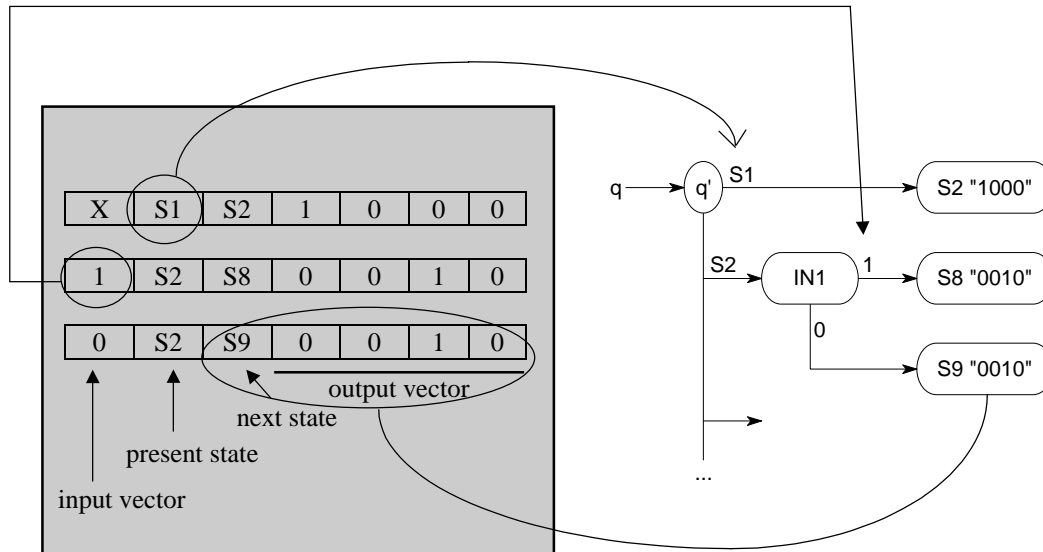 X S1 S2 1 0 0 0
1 S2 S8 0 0 1 0
0 S2 S9 0 0 1 0
output vector
next state
present state
input vector
q
q'
S1
S2 "1000"
S2
IN1
1
S8 "0010"
0
S9 "0010"
...